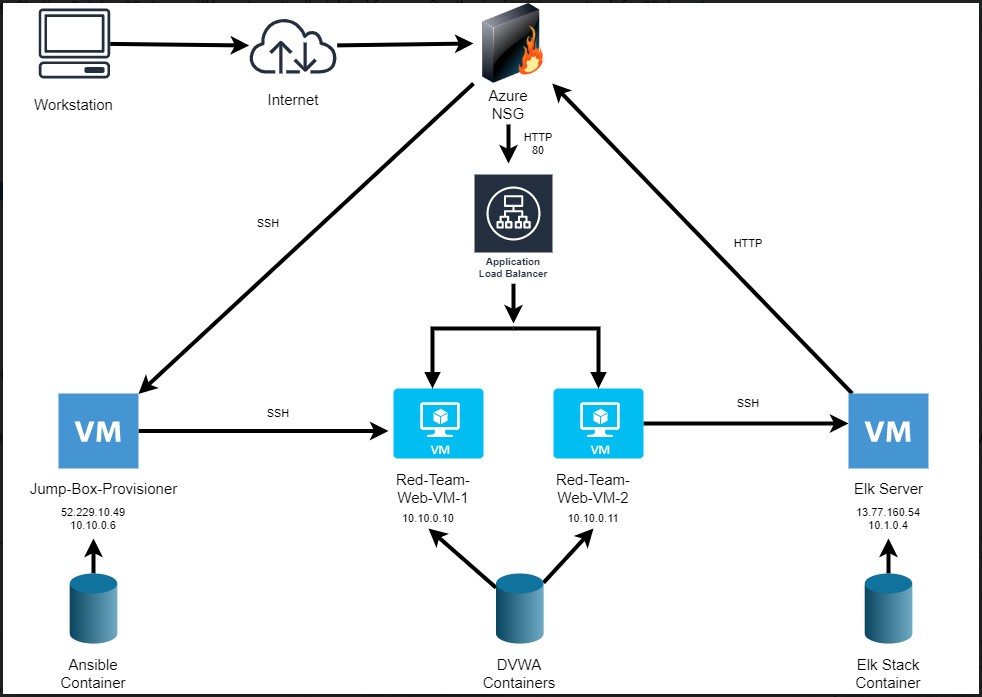 Workstation
Internet
Azure
NSG
HTTP
80
SSH
HTTP
Application
Load Balancer
VM
SSH
VM
VM
SSH
VM
Jump-Box-Provisioner
52.229.10.49
10.10.0.6
Red-Team-
Web-VM-1
10.10.0.10
Red-Team-
Web-VM-2
10.10.0.11
Elk Server
13.77.160.54
10.1.0.4
Ansible
Container
DVWA
Containers
Elk Stack
Container